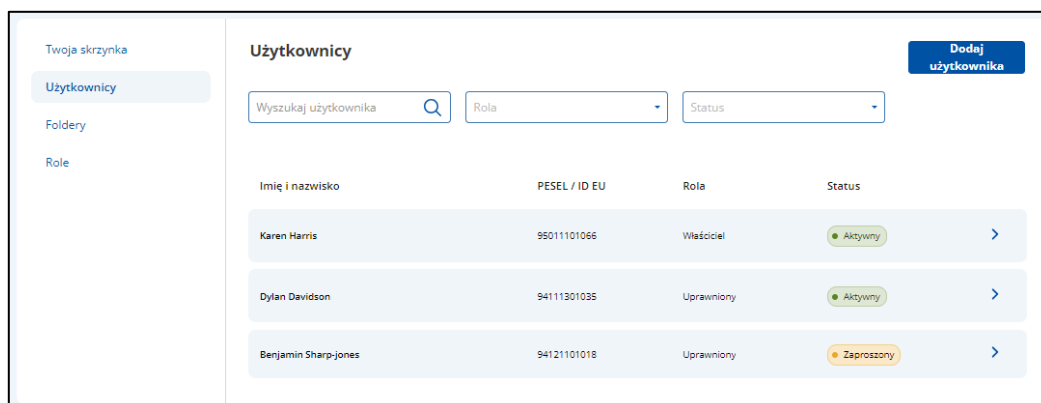 Twoja skrzynka
Użytkownicy
Foldery
Role
Użytkownicy
Dodaj
użytkownika
Wyszukaj użytkownika
Rola
Status
Imię i nazwisko PESEL / ID EU Rola Status
Karen Harris 95011101066 Właściciel Aktywny
Dylan Davidson 94111301035 Uprawniony Aktywny
Benjamin Sharp-jones 94121101018 Uprawniony Zaproszony